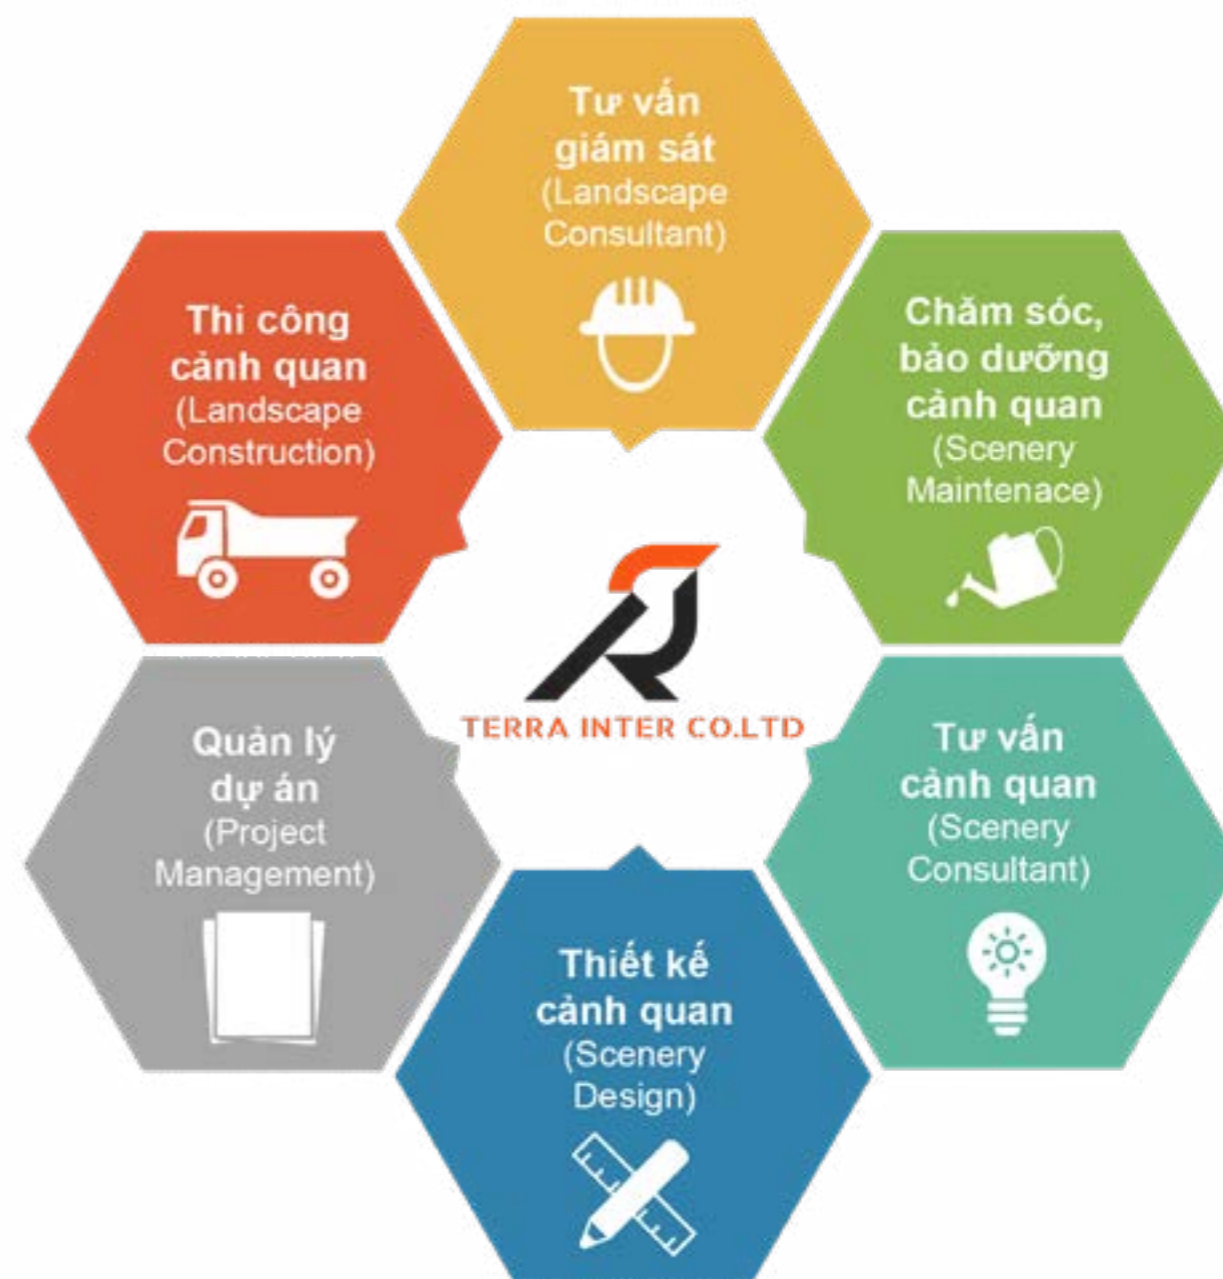 Tư vấn
giám sát
(Landscape
Consultant)
Thi công
cảnh quan
(Landscape
Construction)
Chăm sóc,
bảo dưỡng
cảnh quan
(Scenery
Maintenace)
TERRA INTER CO.LTD
Quản lý
dự án
(Project
Management)
Tư vấn
cảnh quan
(Scenery
Consultant)
Thiết kế
cảnh quan
(Scenery
Design)